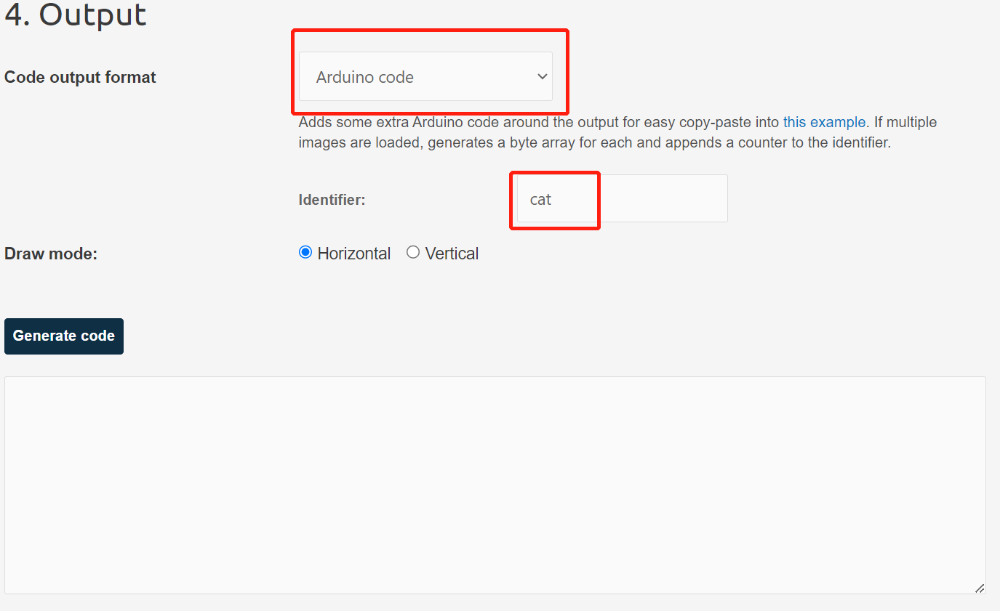 4. Output
Code output format
Arduino code
Adds some extra Arduino code around the output for easy copy-paste into this example. If multiple
images are loaded, generates a byte array for each and appends a counter to the identifier.
Identifier:
cat
Draw mode:
Horizontal Vertical
Generate code